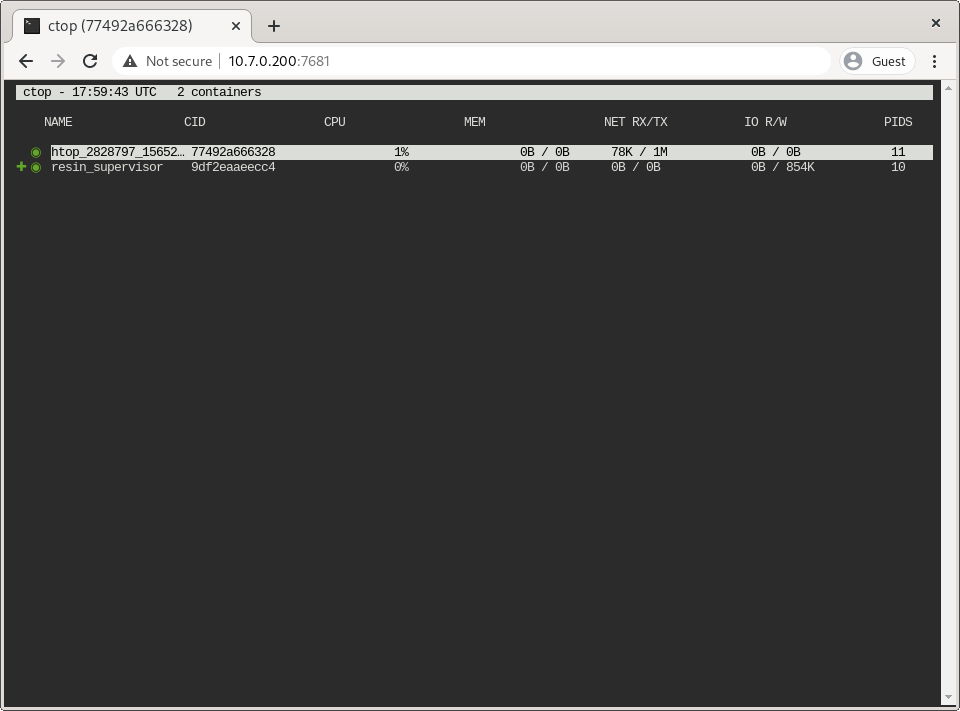 ctop (77492a666328)
Not secure 10.7.0.200:7681 Guest
ctop - 17:59:43 UTC 2 containers
NAME CID CPU MEM NET RX/TX IO R/W PIDS
htop_2828797_15652… 77492a666328 1% 0B / 0B 78K / 1M 0B / 0B 11
resin_supervisor 9df2eaaeecc4 0% 0B / 0B 0B / 0B 0B / 854K 10